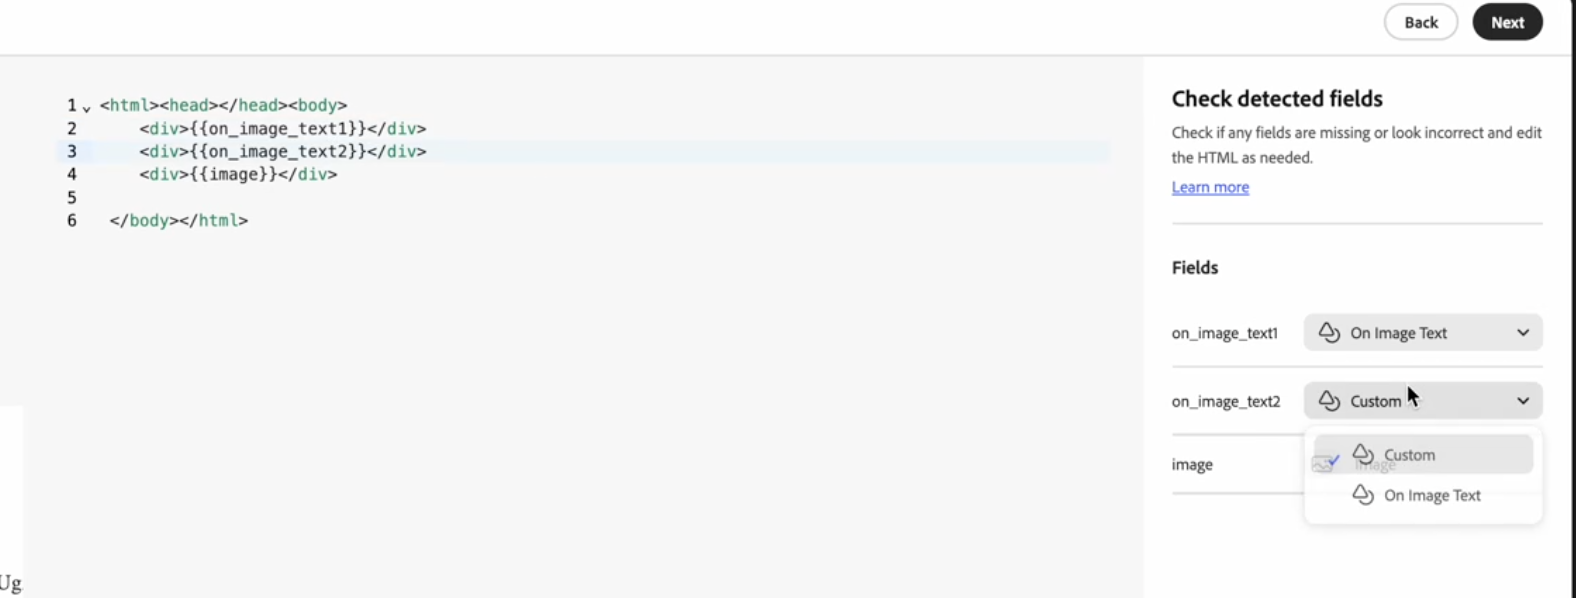 Back
Next
1 <html><head></head><body>
2 <div>{{on_image_text1}}</div>
3 <div>{{on_image_text2}}</div>
4 <div>{{image}}</div>
5
6 </body></html>
Check detected fields
Check if any fields are missing or look incorrect and edit
the HTML as needed.
Learn more
Fields
on_image_text1
On Image Text
on_image_text2
Custom
Custom
image
Image
On Image Text
Ug